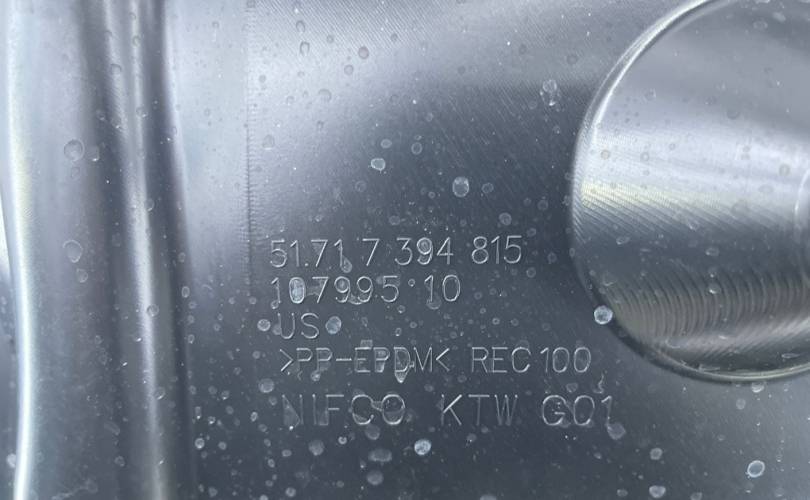 51.71 7 394 815
107995 10
US
>PP-EPDM< REC 100
NIFCO KTW G01